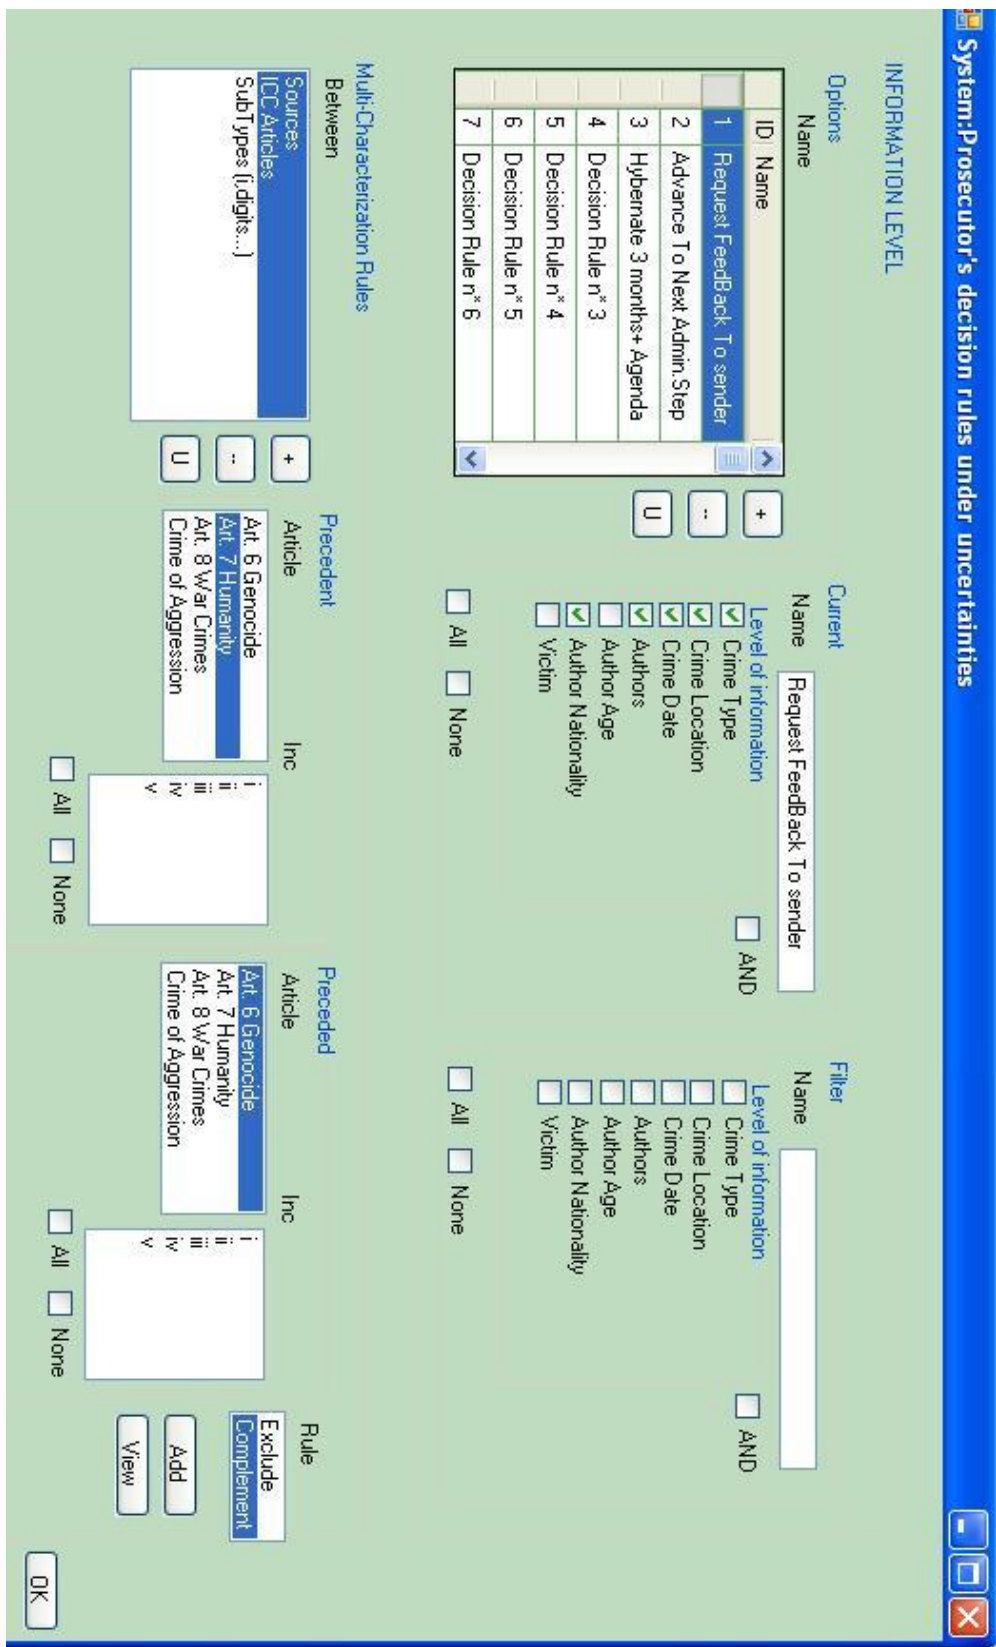 System:Prosecutor's decision rules under uncertainties
INFORMATION LEVEL
Options
Name
ID Name
1 Request FeedBack To sender
2 Advance To Next Admin.Step
3 Hybernate 3 months+ Agenda
4 Decision Rule n° 3
5 Decision Rule n° 4
6 Decision Rule n° 5
7 Decision Rule n° 6
+
--
U
Current
Name Request FeedBack To sender
Level of information AND
Crime Type
Crime Location
Crime Date
Authors
Author Age
Author Nationality
Victim
All None
Filter
Name
Level of information AND
Crime Type
Crime Location
Crime Date
Authors
Author Age
Author Nationality
Victim
All None
Multi-Characterization Rules
Between
Sources
ICC Articles
SubTypes (i,digits...)
+
--
U
Precedent
Article Inc
Art. 6 Genocide
Art. 7 Humanity
Art. 8 War Crimes
Crime of Aggression
i
ii
iii
iv
v
All None
Preceded
Article Inc
Art. 6 Genocide
Art. 7 Humanity
Art. 8 War Crimes
Crime of Aggression
i
ii
iii
iv
v
All None
Rule
Exclude
Complement
Add
View
OK